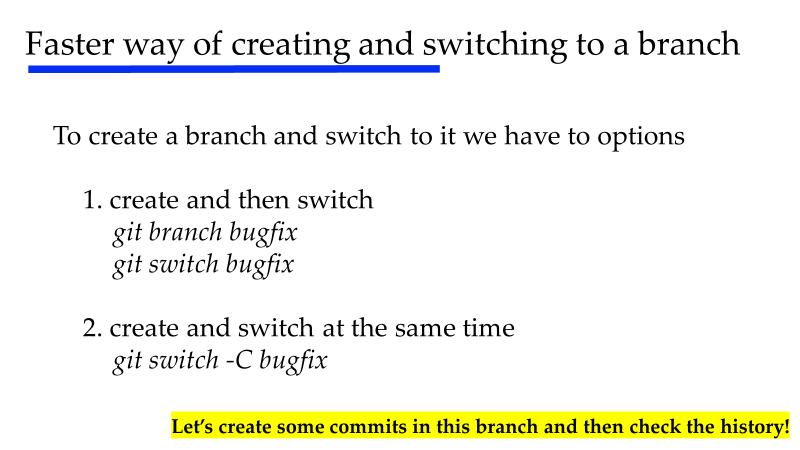 Faster way of creating and switching to a branch
To create a branch and switch to it we have to options
1. create and then switch
git branch bugfix
git switch bugfix
2. create and switch at the same time
git switch -C bugfix
Let's create some commits in this branch and then check the history!